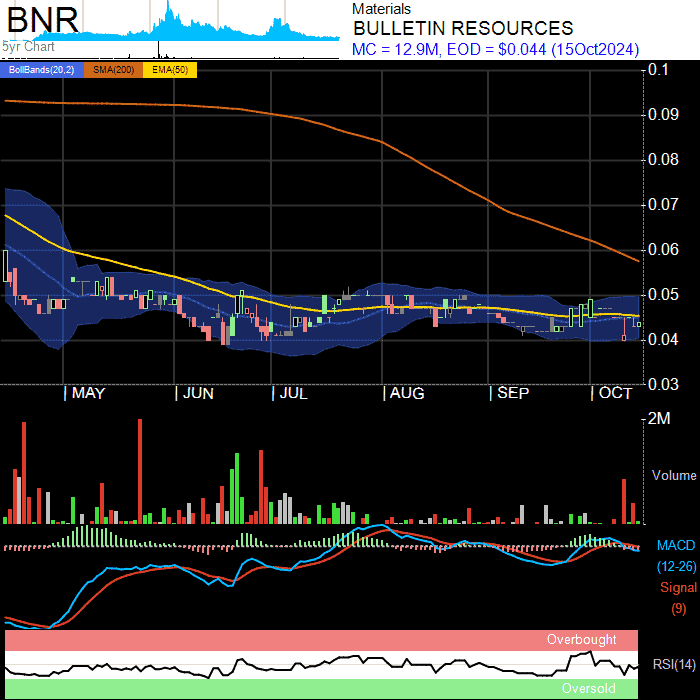 BNR
5yr Chart
Materials
BULLETIN RESOURCES
MC = 12.9M, EOD = $0.044 (15Oct2024)
BollBands(20,2) SMA(200) EMA(50)
0.1
0.09
0.08
0.07
0.06
0.05
0.04
0.03
MAY JUN JUL AUG SEP OCT
2M
Volume
MACD
(12-26)
Signal
(9)
Overbought
RSI(14)
Oversold